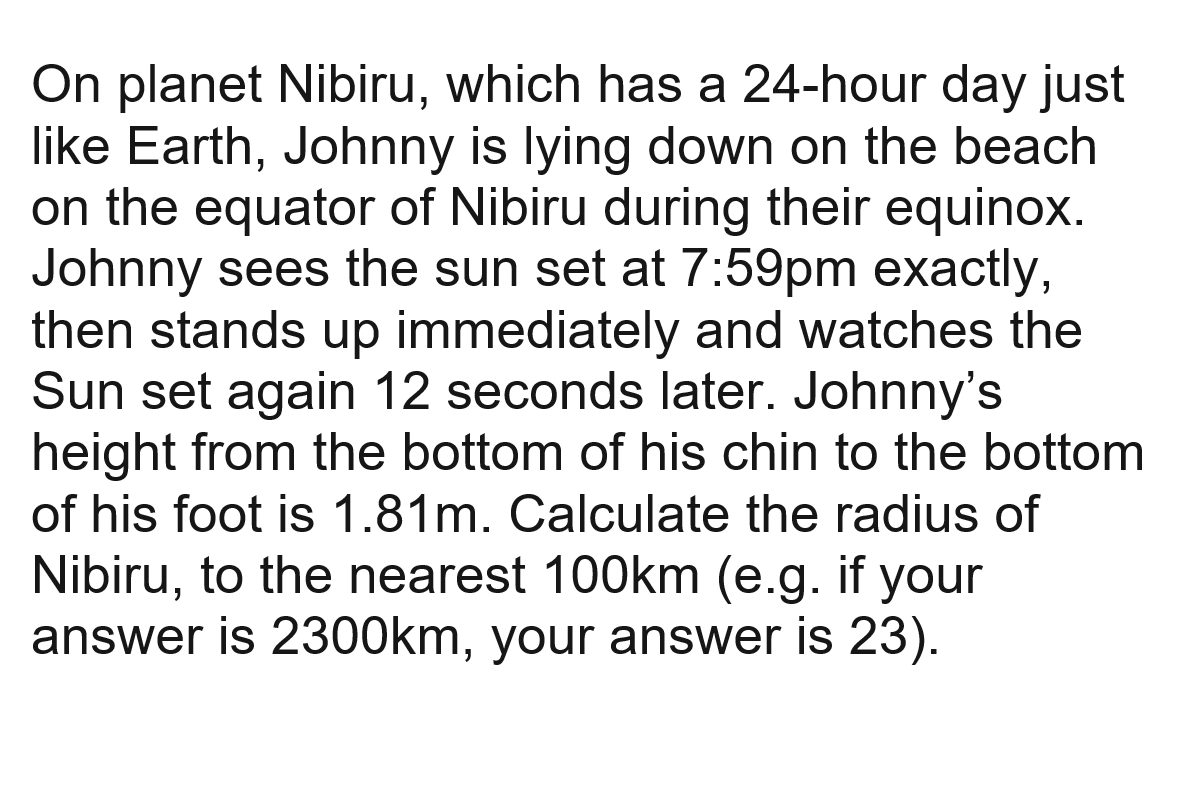 On planet Nibiru, which has a 24-hour day just
like Earth, Johnny is lying down on the beach
on the equator of Nibiru during their equinox.
Johnny sees the sun set at 7:59pm exactly,
then stands up immediately and watches the
Sun set again 12 seconds later. Johnny’s
height from the bottom of his chin to the bottom
of his foot is 1.81m. Calculate the radius of
Nibiru, to the nearest 100km (e.g. if your
answer is 2300km, your answer is 23).